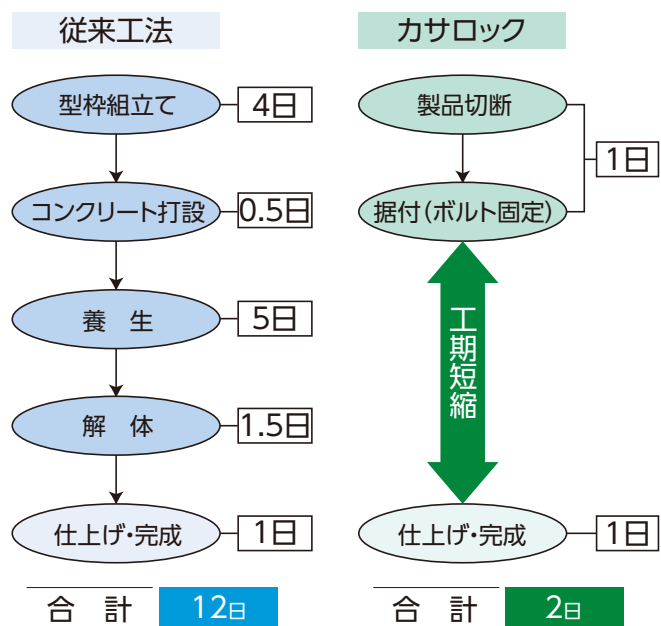 従来工法
型枠組立て 4日
コンクリート打設 0.5日
養 生 5日
解 体 1.5日
仕上げ・完成 1日
合 計 12日
カサロック
製品切断
1日
据付(ボルト固定)
工期短縮
仕上げ・完成 1日
合 計 2日